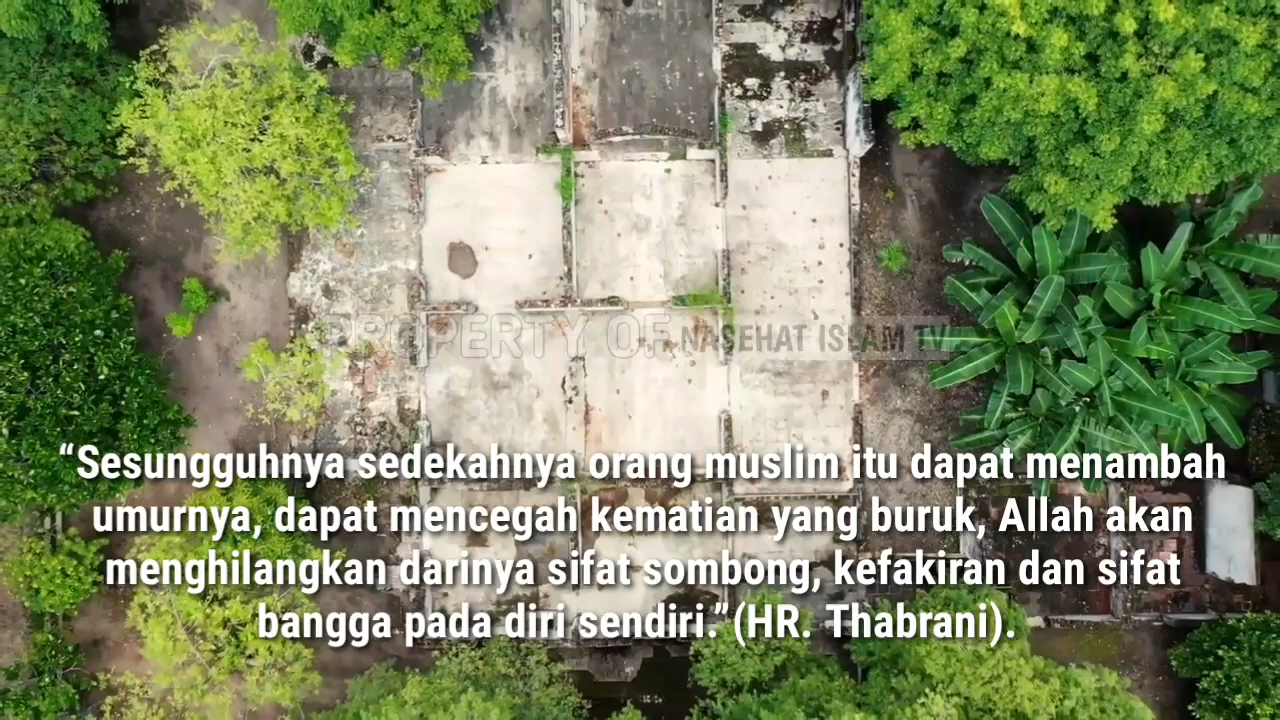 PROPERTY OF NASEHAT ISLAM TV
“Sesungguhnya sedekahnya orang muslim itu dapat menambah
umurnya, dapat mencegah kematian yang buruk, Allah akan
menghilangkan darinya sifat sombong, kefakiran dan sifat
bangga pada diri sendiri.”(HR. Thabrani).